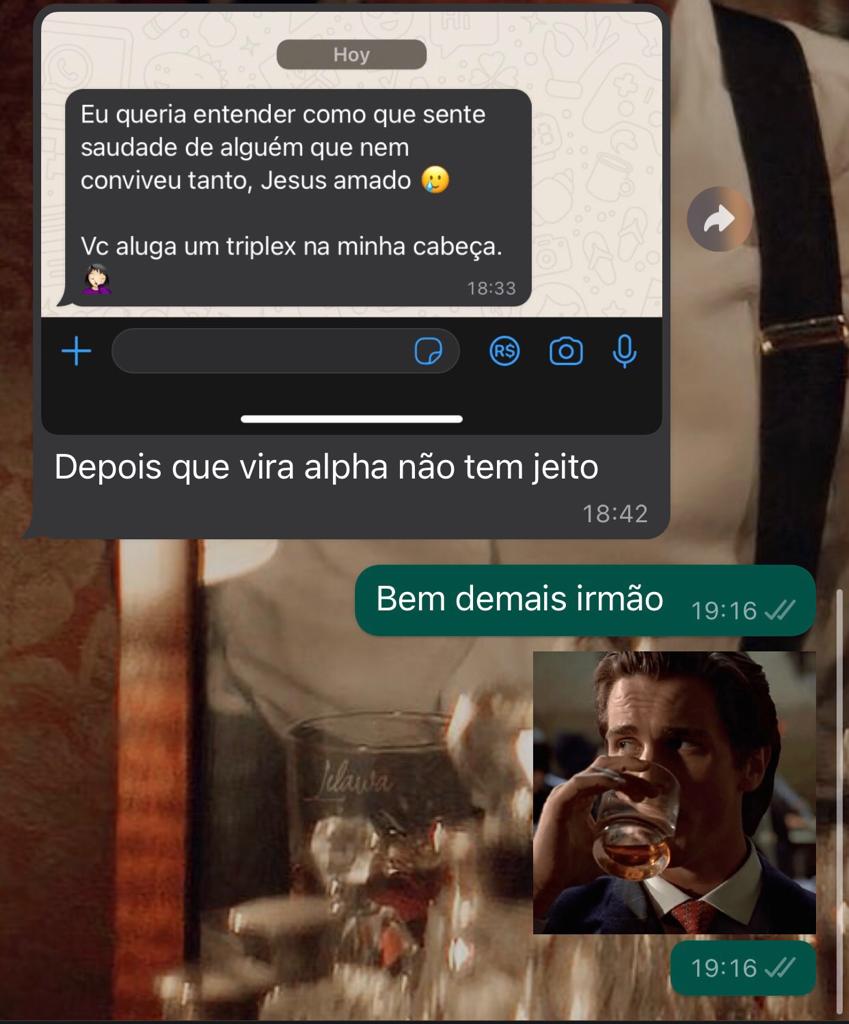 Hoy
Eu queria entender como que sente
saudade de alguém que nem
conviveu tanto, Jesus amado 🥲
Vc aluga um triplex na minha cabeça.
🤦🏻‍♀️
18:33
R$
Depois que vira alpha não tem jeito
18:42
Bem demais irmão
19:16
19:16